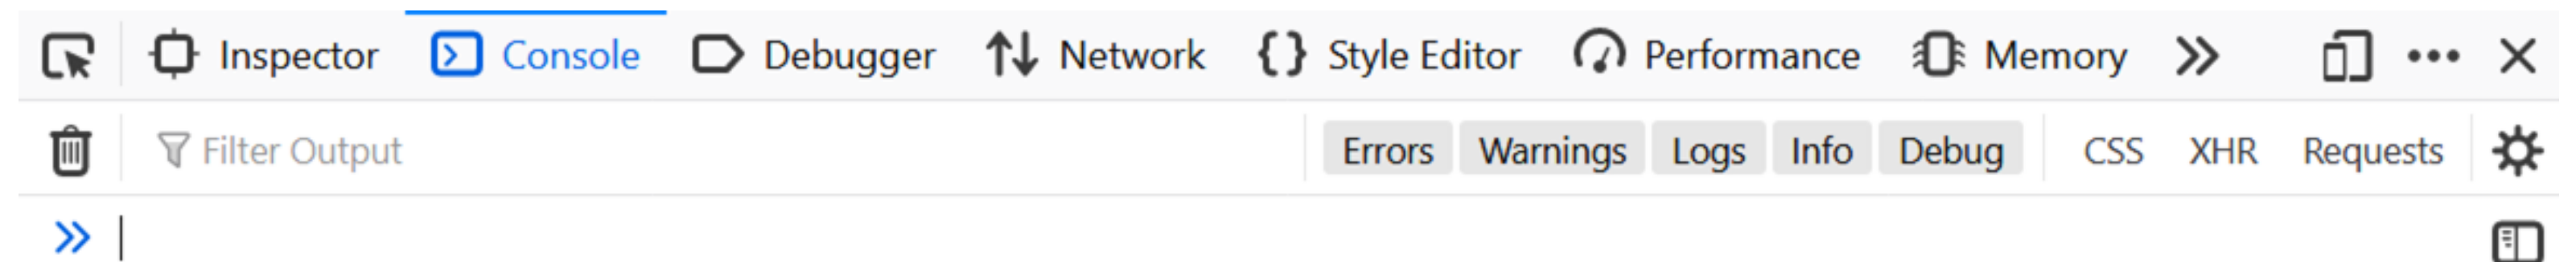 Inspector Console Debugger Network Style Editor Performance Memory
Filter Output Errors Warnings Logs Info Debug CSS XHR Requests